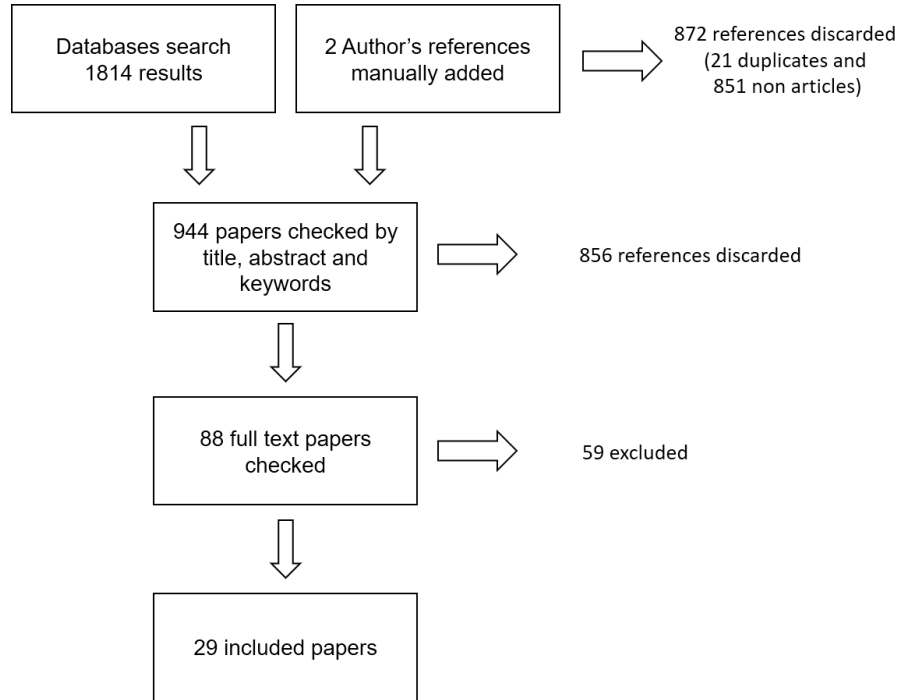 Databases search
1814 results
2 Author's references
manually added
872 references discarded
(21 duplicates and
851 non articles)
944 papers checked by
title, abstract and
keywords
856 references discarded
88 full text papers
checked
59 excluded
29 included papers